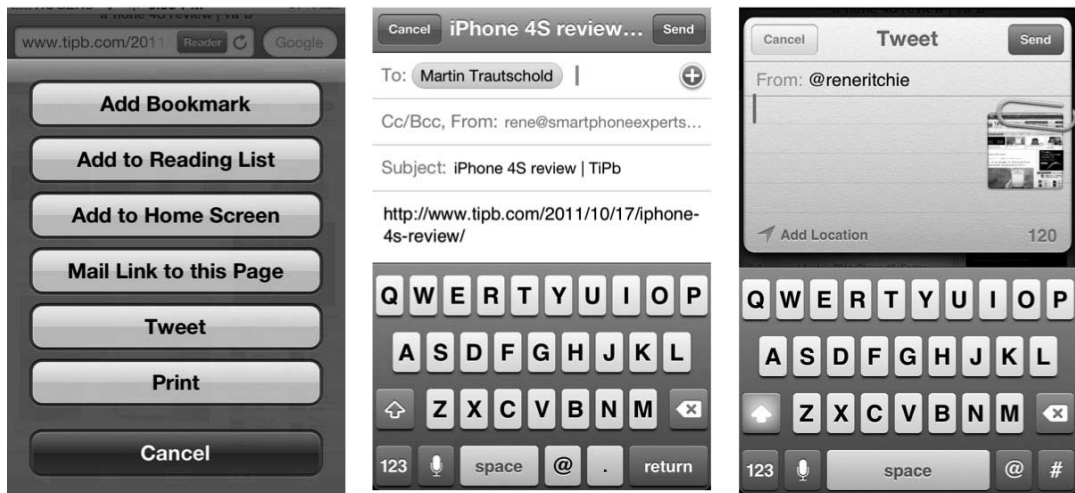 www.tipb.com/2011 Reader Google
Add Bookmark
Add to Reading List
Add to Home Screen
Mail Link to this Page
Tweet
Print
Cancel
Cancel iPhone 4S review... Send
To: Martin Trautschold
Cc/Bcc, From: rene@smartphoneexperts...
Subject: iPhone 4S review | TiPb
http://www.tipb.com/2011/10/17/iphone-
4s-review/
Q W E R T Y U I O P
A S D F G H J K L
Z X C V B N M
123 space @ . return
Cancel Tweet Send
From: @reneritchie
Add Location 120
Q W E R T Y U I O P
A S D F G H J K L
Z X C V B N M
123 space @ #